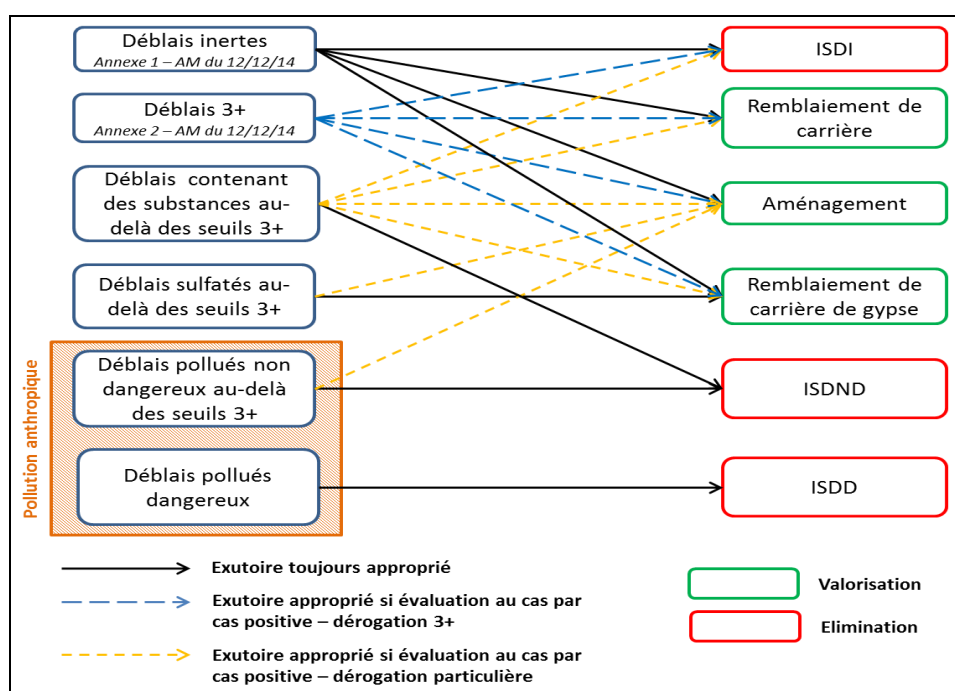 Déblais inertes
Annexe 1 – AM du 12/12/14
Déblais 3+
Annexe 2 – AM du 12/12/14
Déblais contenant
des substances au-
delà des seuils 3+
Déblais sulfatés au-
delà des seuils 3+
Pollution anthropique
Déblais pollués non
dangereux au-delà
des seuils 3+
Déblais pollués
dangereux
ISDI
Remblaiement de
carrière
Aménagement
Remblaiement de
carrière de gypse
ISDND
ISDD
Exutoire toujours approprié
Exutoire approprié si évaluation au cas par
cas positive – dérogation 3+
Exutoire approprié si évaluation au cas par
cas positive – dérogation particulière
Valorisation
Elimination